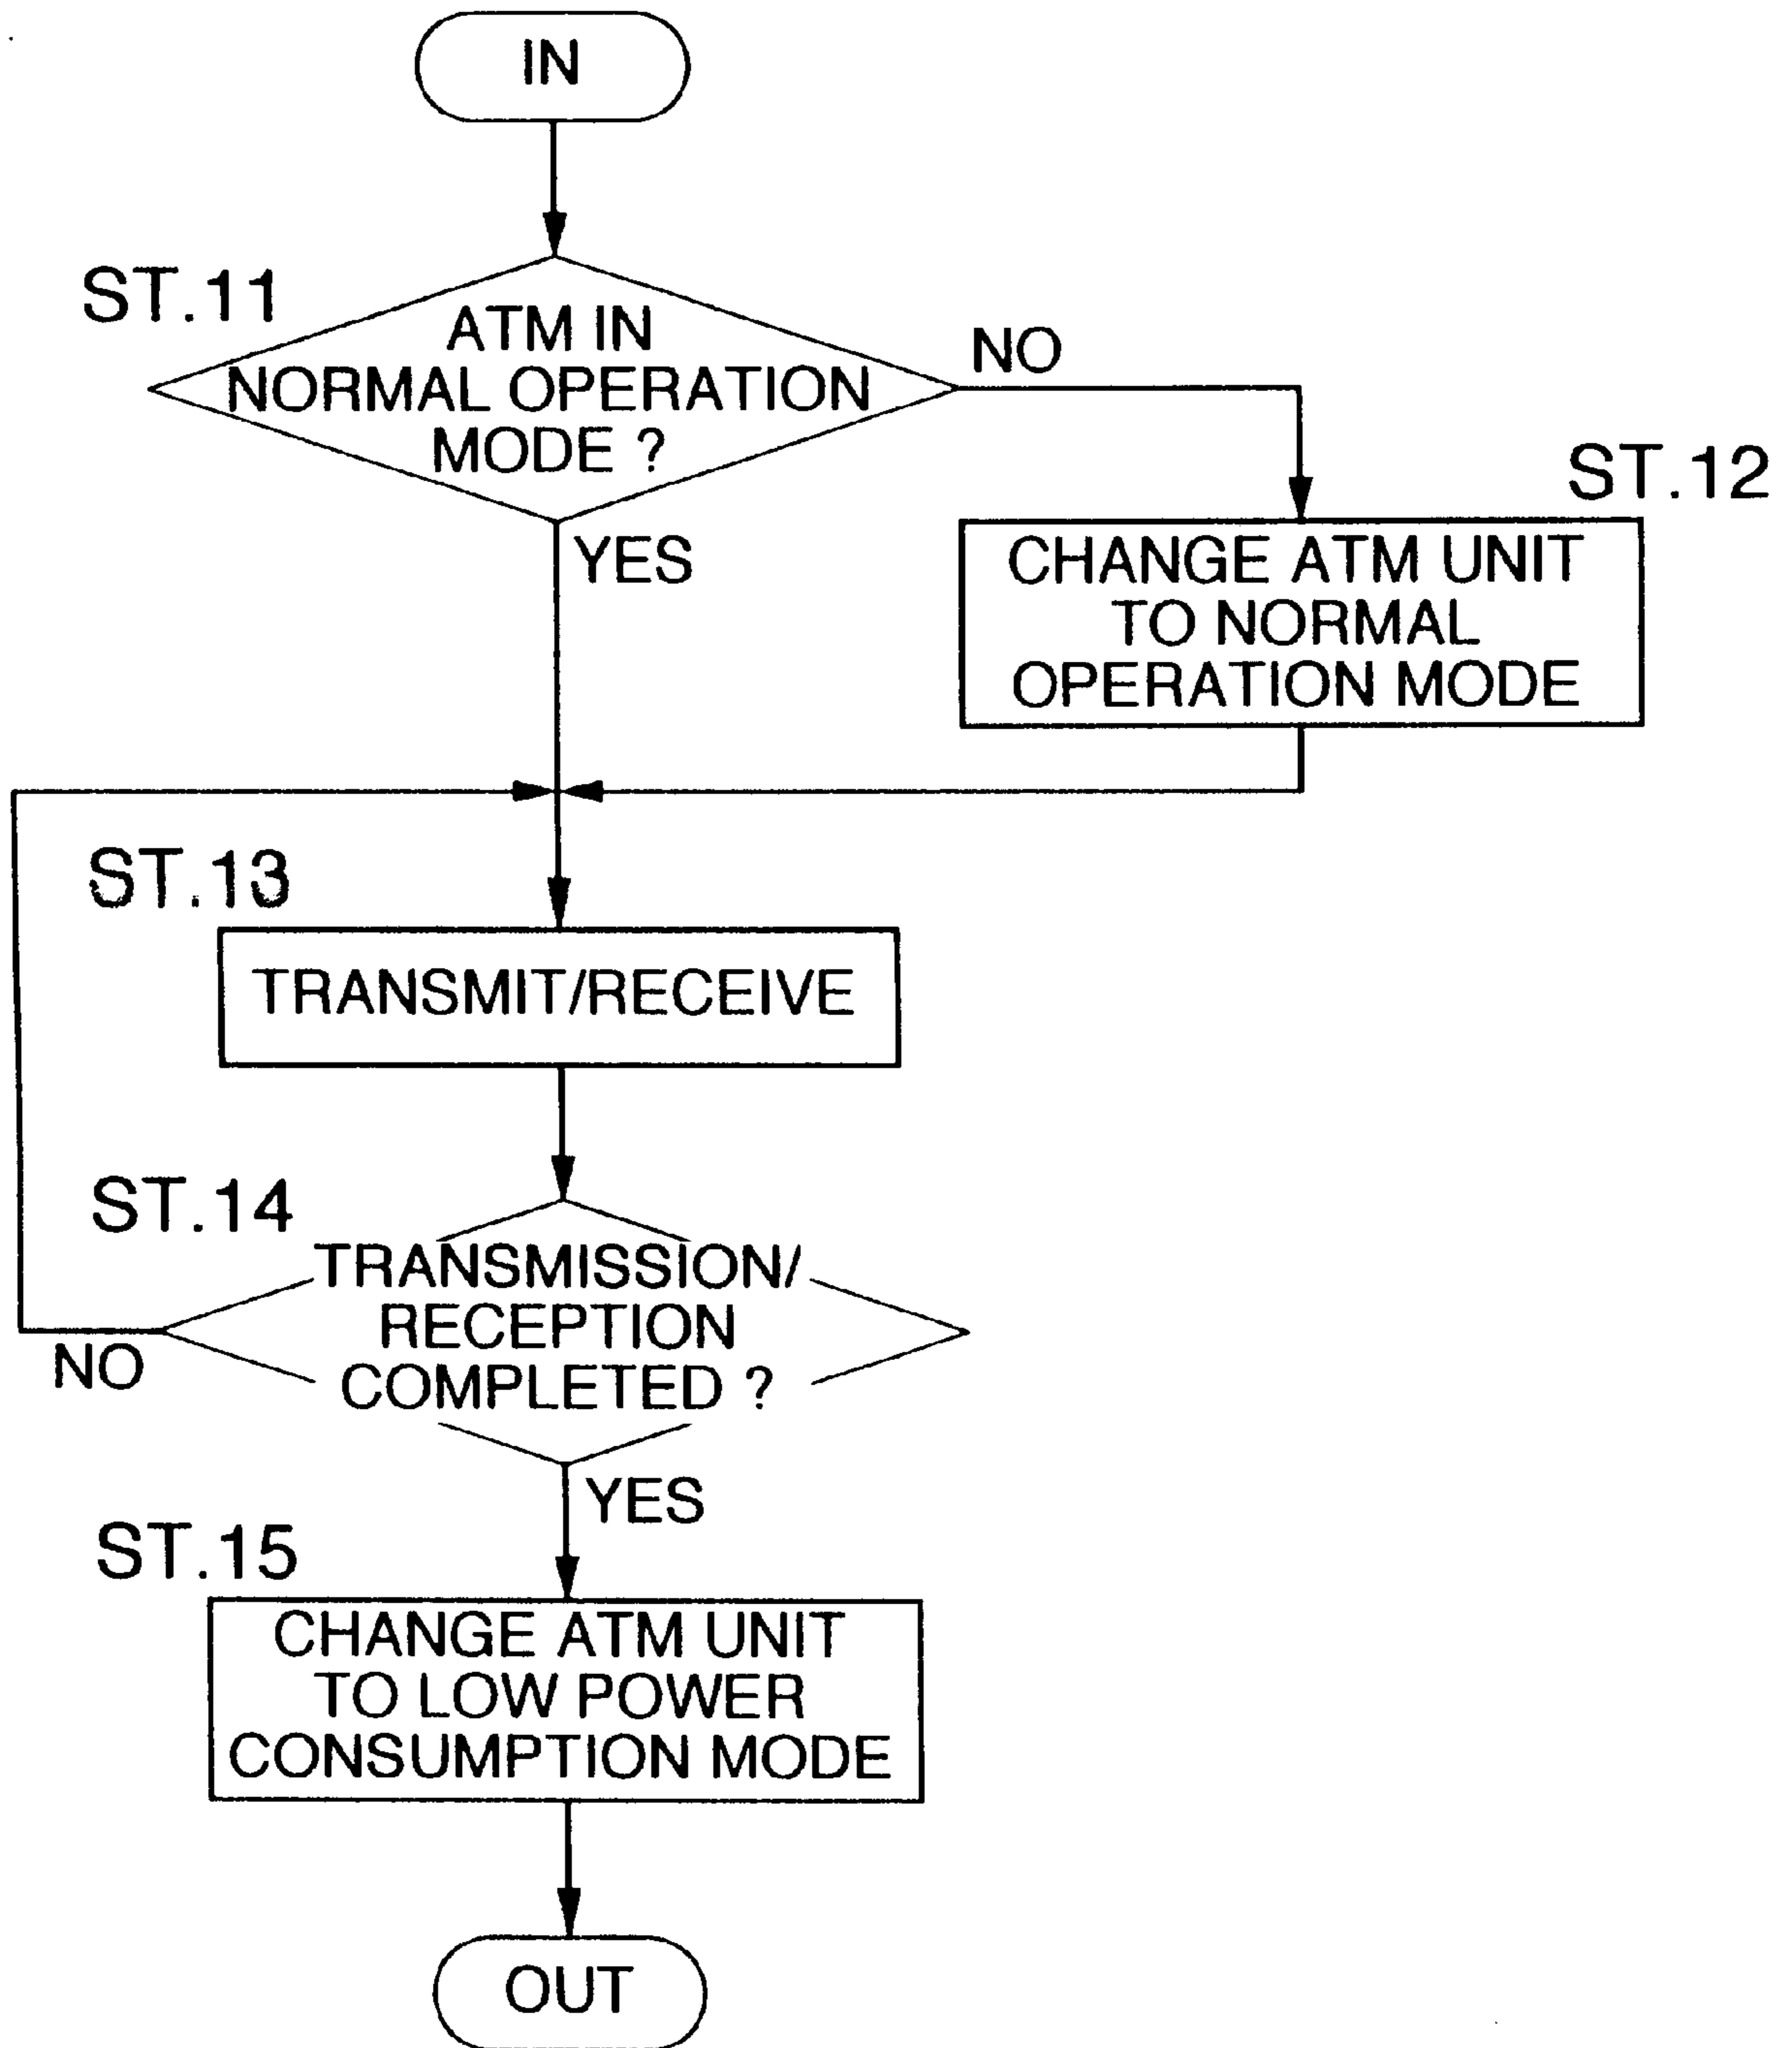 IN
ST.11
ATM IN
NORMAL OPERATION
MODE ?
NO
YES
ST.12
CHANGE ATM UNIT
TO NORMAL
OPERATION MODE
ST.13
TRANSMIT/RECEIVE
ST.14
TRANSMISSION/
RECEPTION
COMPLETED ?
NO
YES
ST.15
CHANGE ATM UNIT
TO LOW POWER
CONSUMPTION MODE
OUT